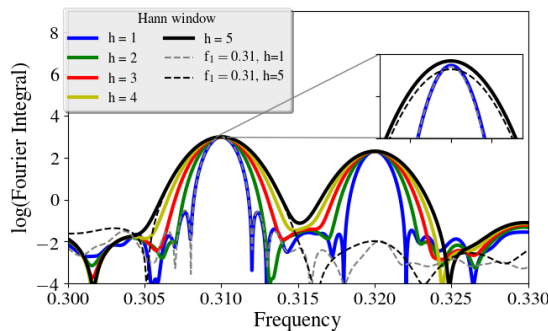 Hann window
h = 1
h = 2
h = 3
h = 4
h = 5
f₁ = 0.31, h=1
f₁ = 0.31, h=5
log(Fourier Integral)
8
6
4
2
0
−2
−4
0.300
0.305
0.310
0.315
0.320
0.325
0.330
Frequency